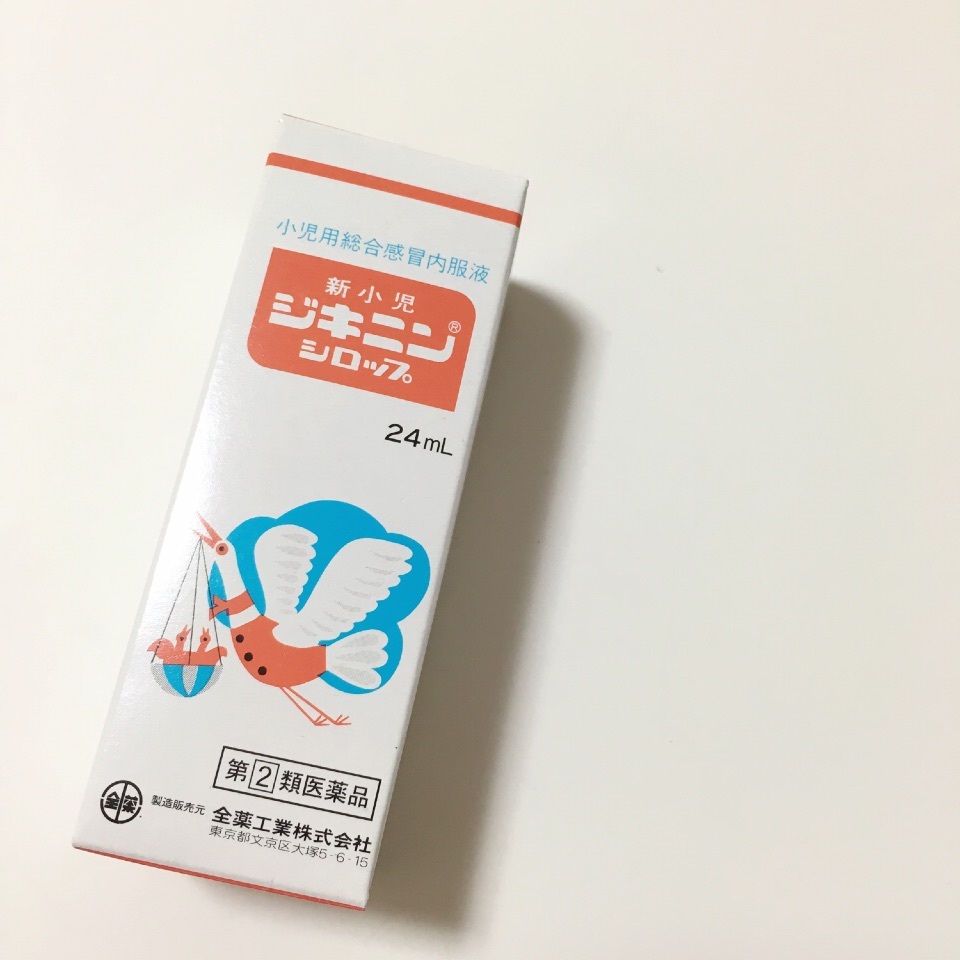 小児用総合感冒内服液
新小児
ジキニン®
シロップ
24mL
第②類医薬品
全薬
製造販売元 全薬工業株式会社
東京都文京区大塚5-6-15